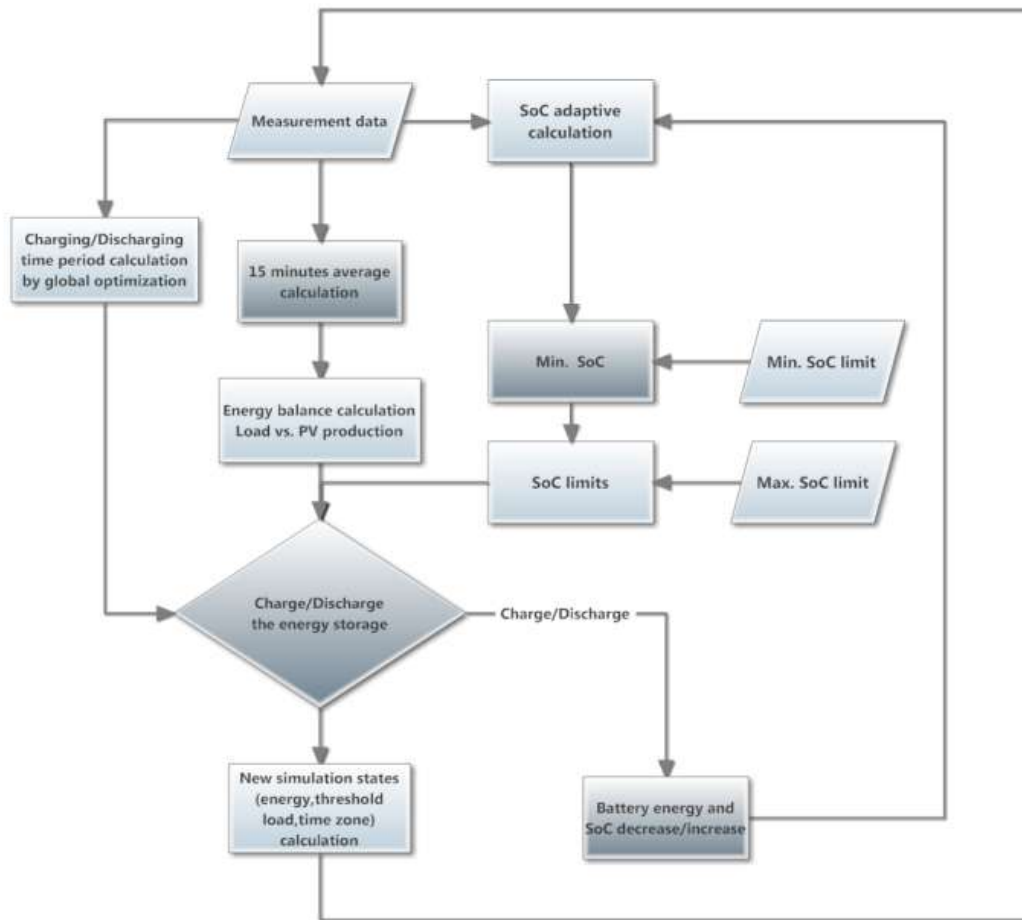 Measurement data
SoC adaptive
calculation
Charging/Discharging
time period calculation
by global optimization
15 minutes average
calculation
Min. SoC
Min. SoC limit
Energy balance calculation
Load vs. PV production
SoC limits
Max. SoC limit
Charge/Discharge
the energy storage
Charge/Discharge
New simulation states
(energy,threshold
load,time zone)
calculation
Battery energy and
SoC decrease/increase